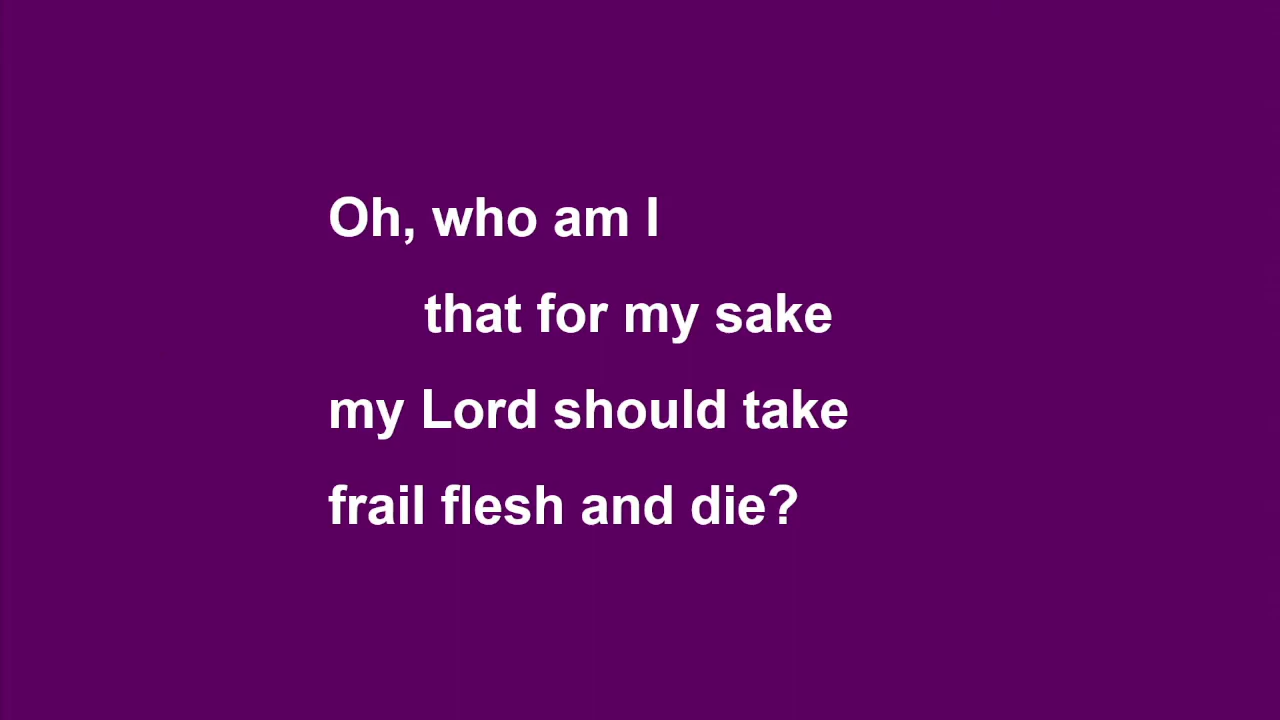 Oh, who am I
that for my sake
my Lord should take
frail flesh and die?